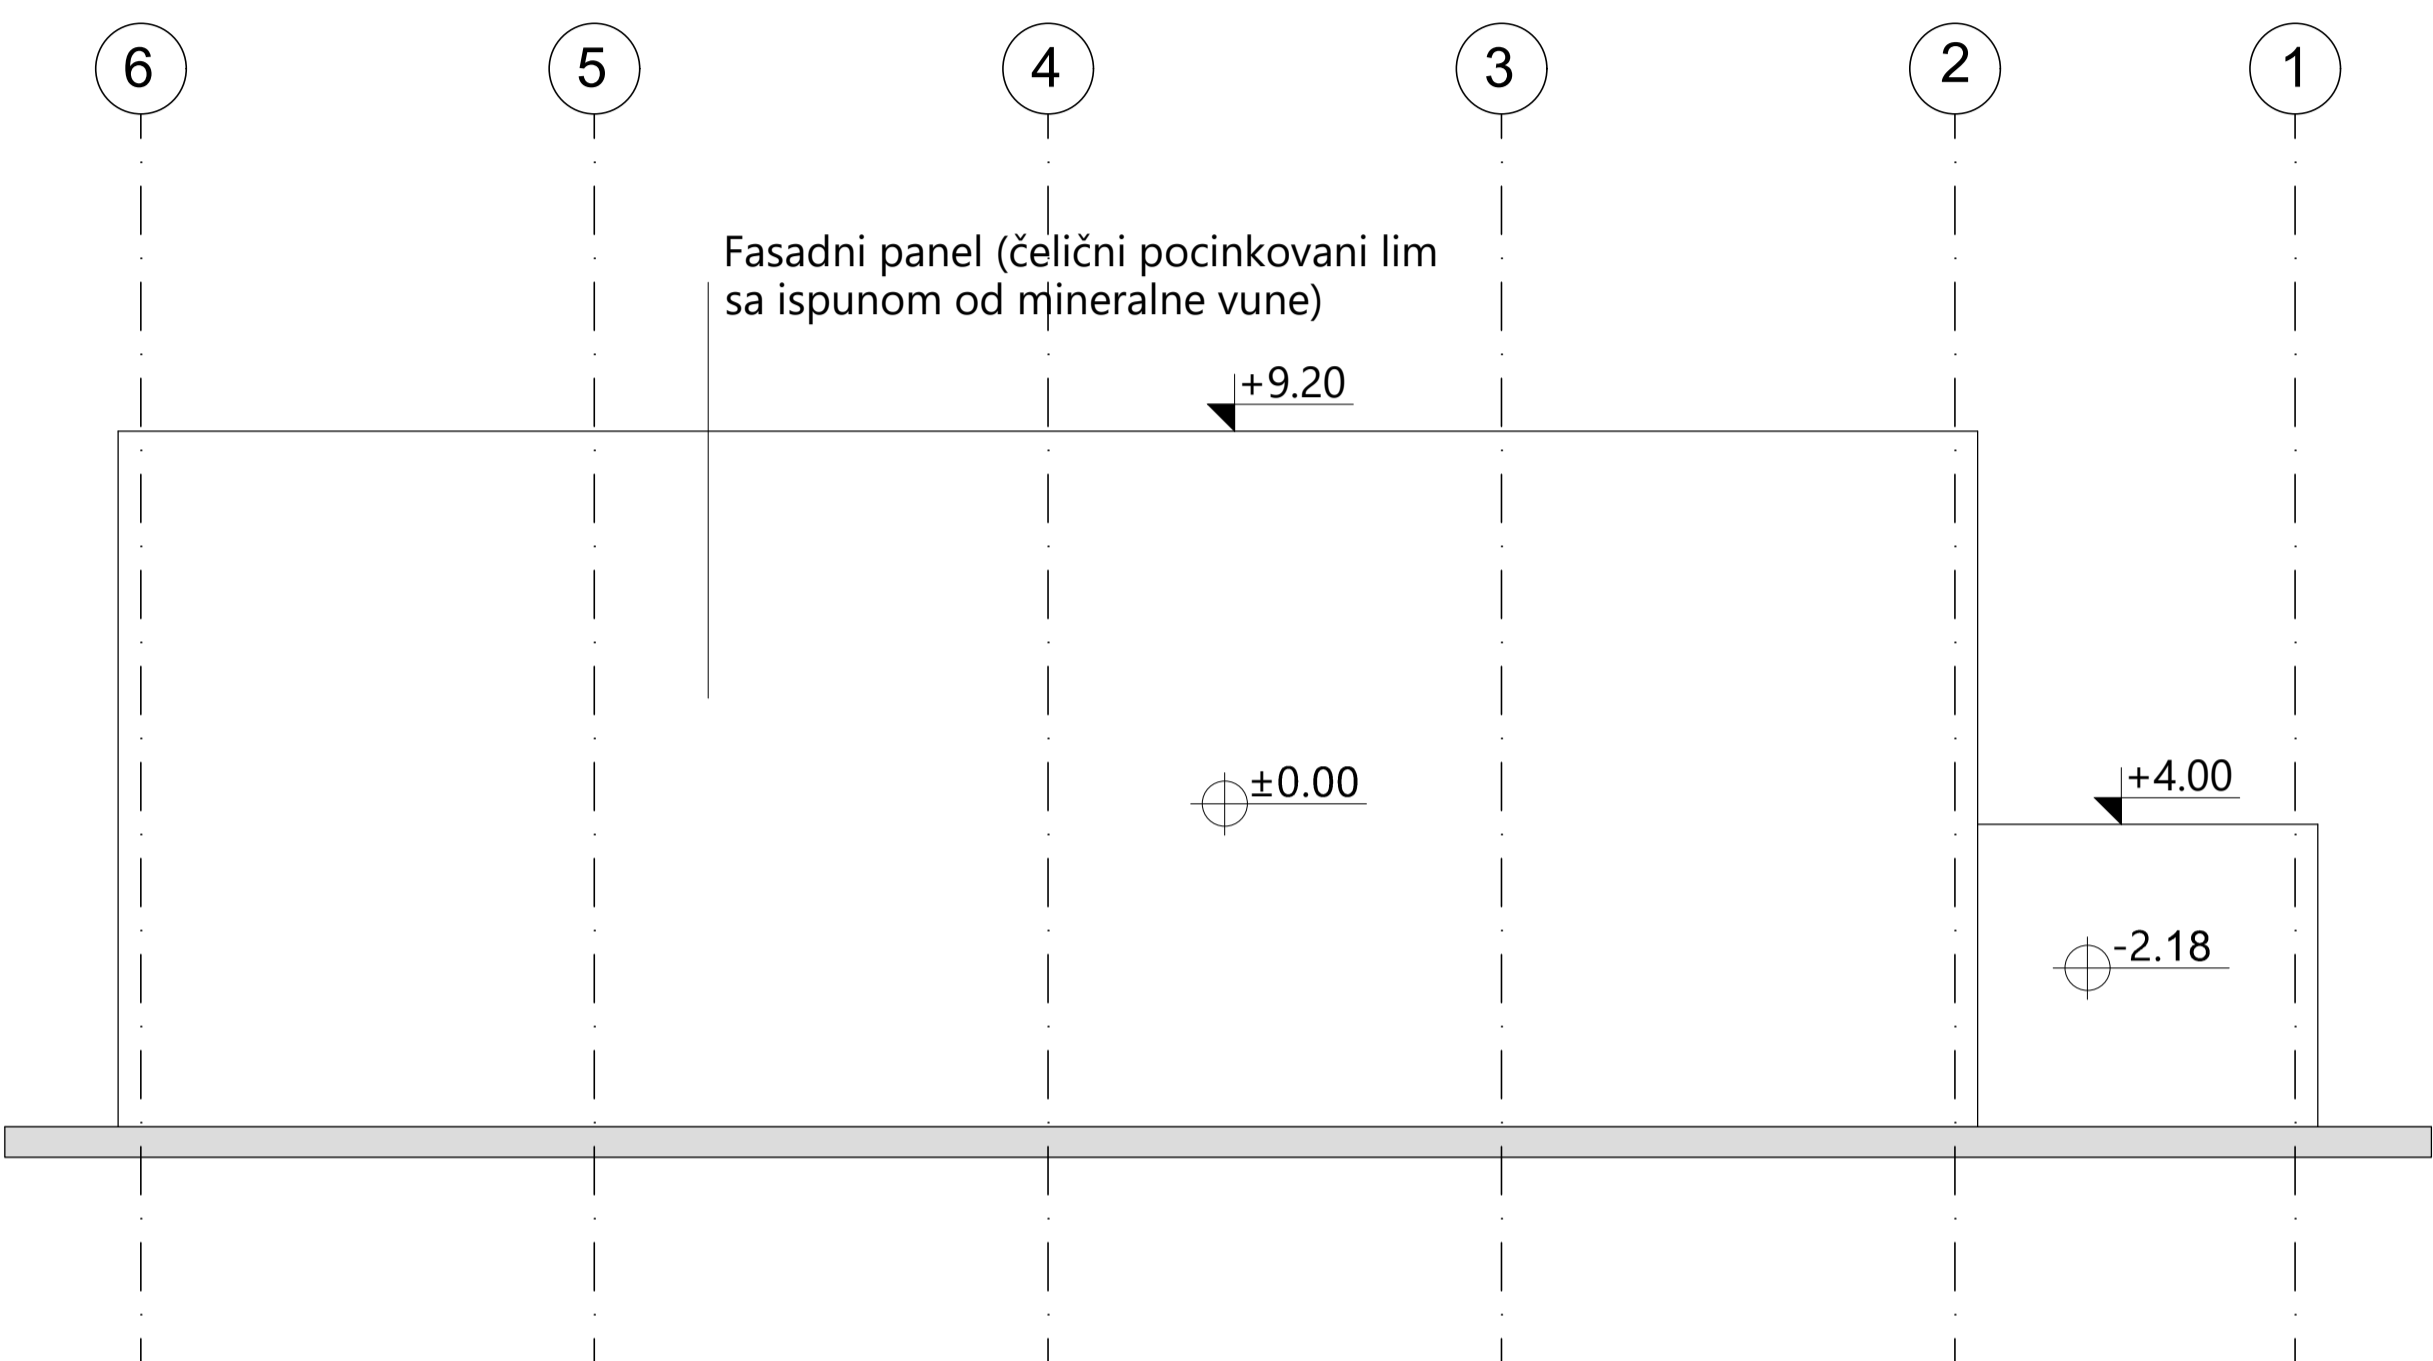 6 5 4 3 2 1
Fasadni panel (čelični pocinkovani lim
sa ispunom od mineralne vune)
+9.20
±0.00
+4.00
-2.18